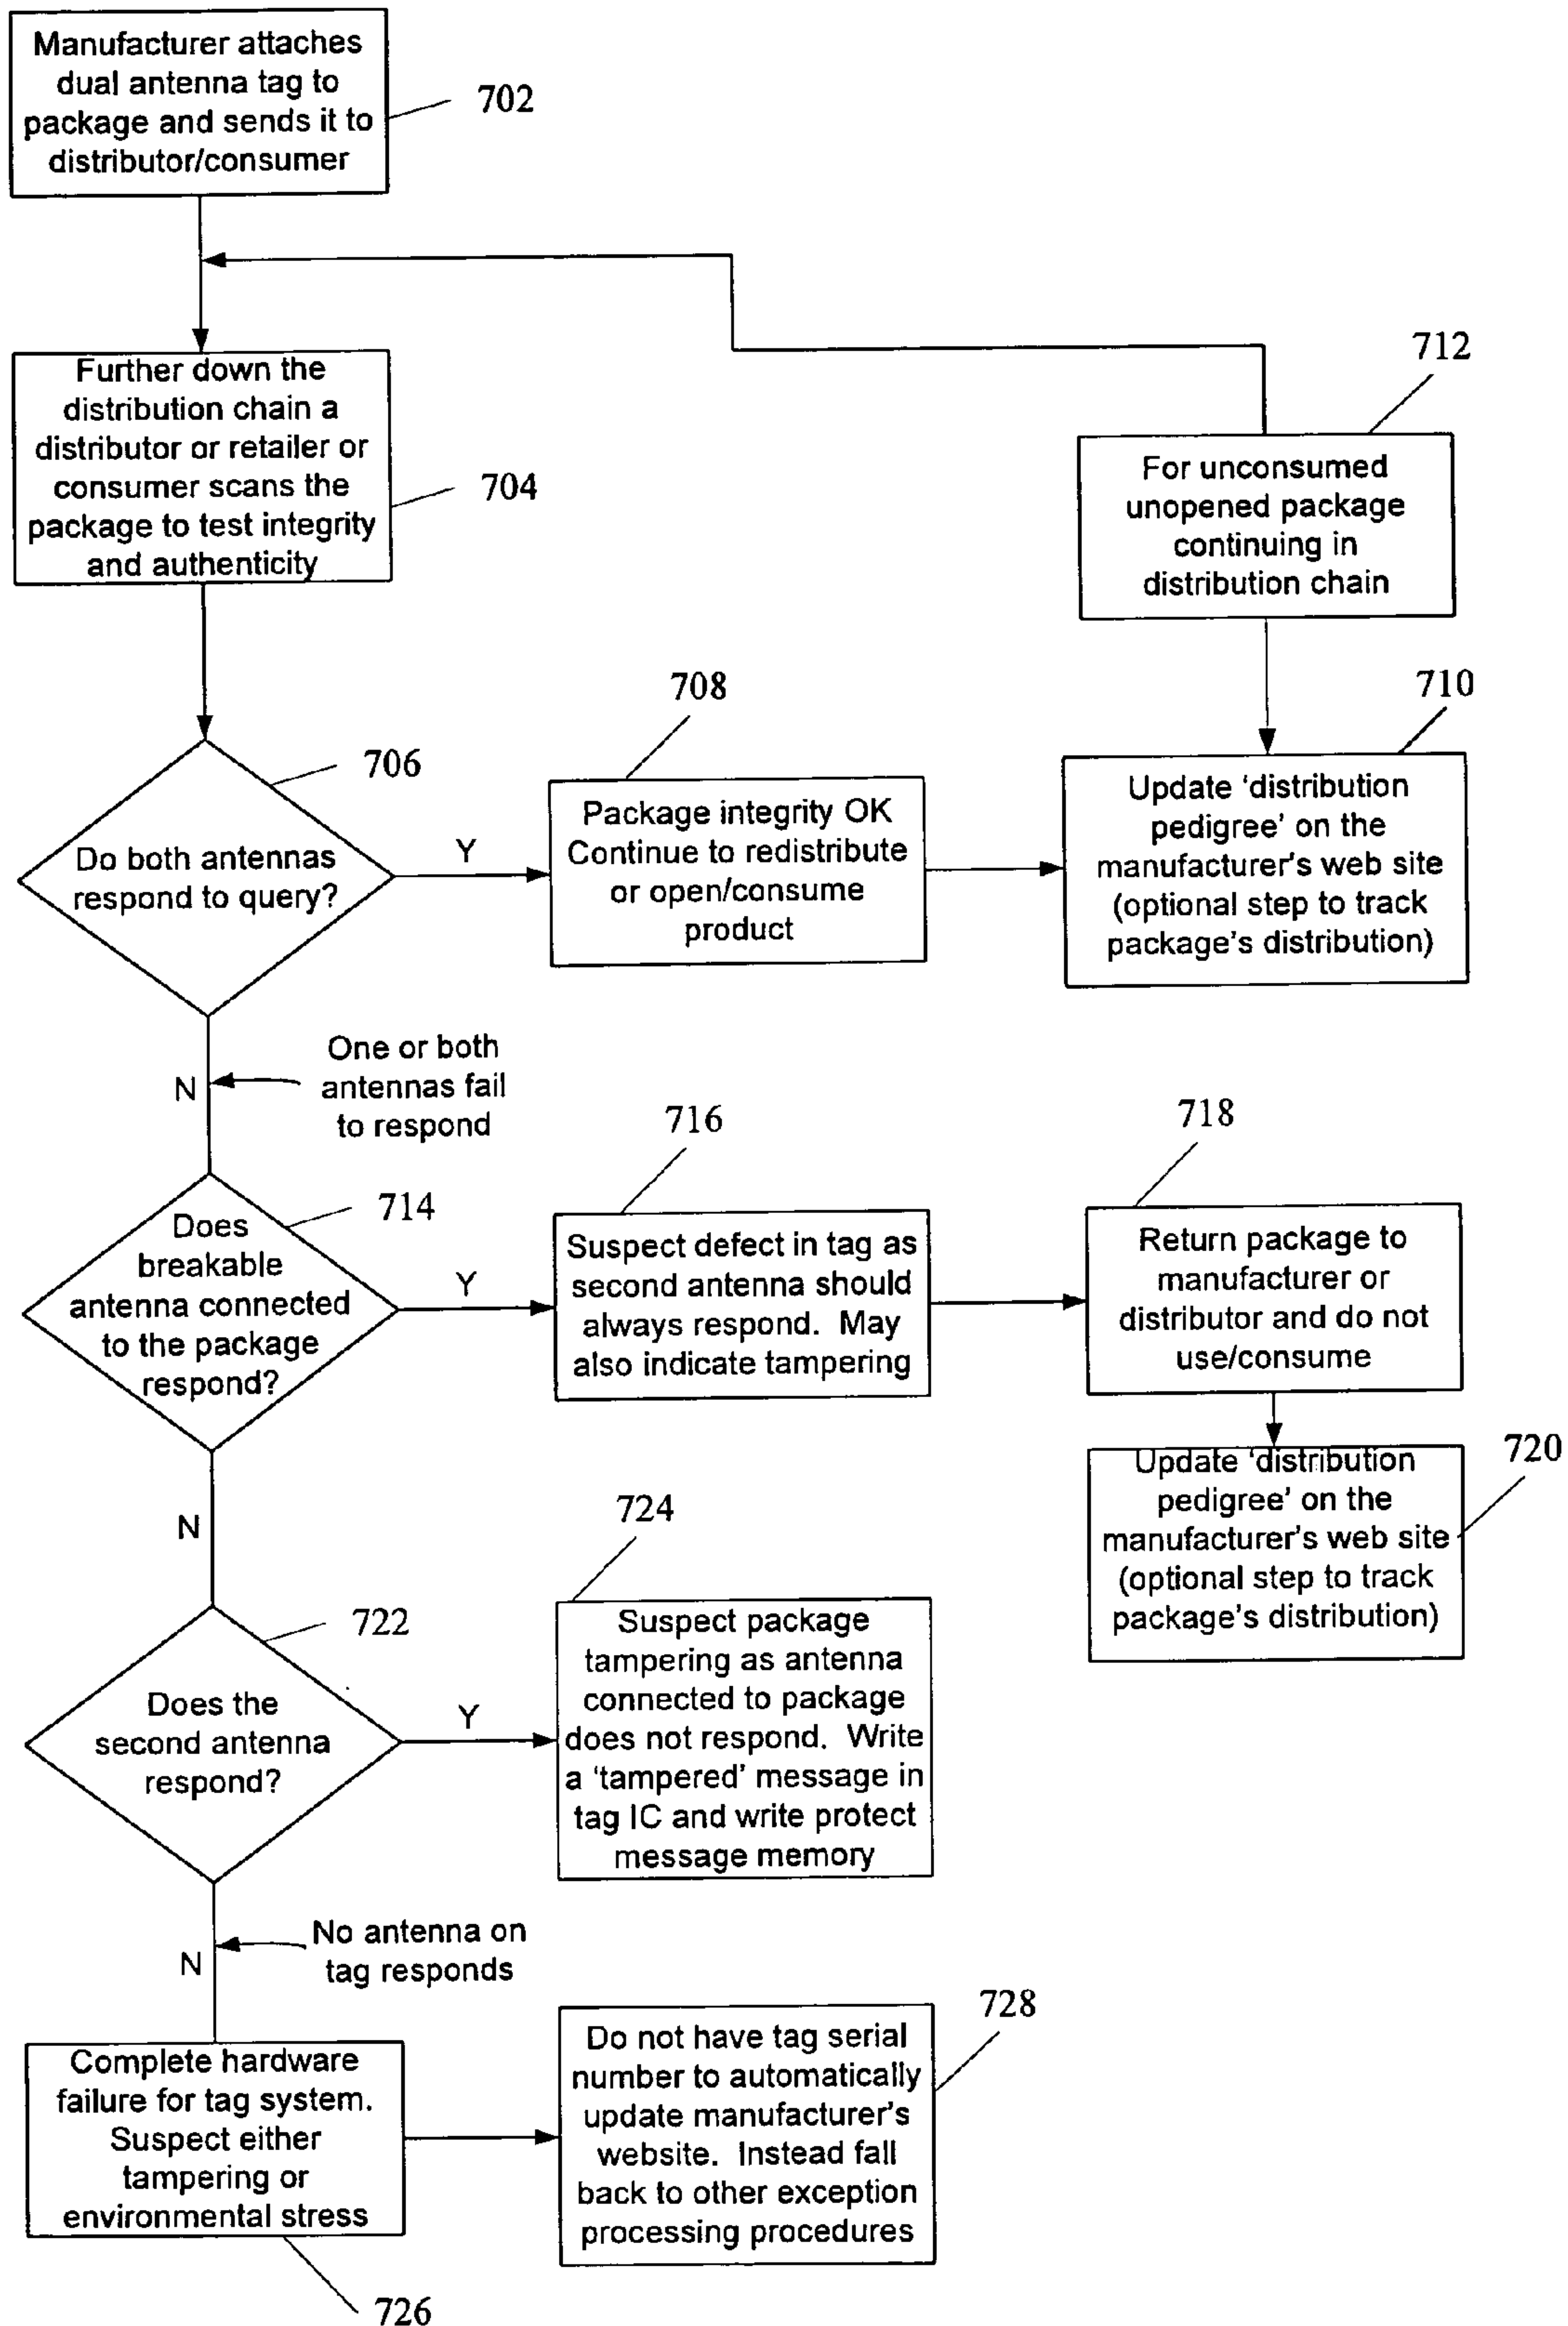 Manufacturer attaches
dual antenna tag to
package and sends it to
distributor/consumer
702
Further down the
distribution chain a
distributor or retailer or
consumer scans the
package to test integrity
and authenticity
704
712
For unconsumed
unopened package
continuing in
distribution chain
706
Do both antennas
respond to query?
Y
708
Package integrity OK
Continue to redistribute
or open/consume
product
710
Update ‘distribution
pedigree’ on the
manufacturer's web site
(optional step to track
package's distribution)
N
One or both
antennas fail
to respond
714
Does
breakable
antenna connected
to the package
respond?
Y
716
Suspect defect in tag as
second antenna should
always respond. May
also indicate tampering
718
Return package to
manufacturer or
distributor and do not
use/consume
720
Update ‘distribution
pedigree’ on the
manufacturer's web site
(optional step to track
package's distribution)
N
722
Does the
second antenna
respond?
Y
724
Suspect package
tampering as antenna
connected to package
does not respond. Write
a ‘tampered’ message in
tag IC and write protect
message memory
N
No antenna on
tag responds
Complete hardware
failure for tag system.
Suspect either
tampering or
environmental stress
726
728
Do not have tag serial
number to automatically
update manufacturer's
website. Instead fall
back to other exception
processing procedures